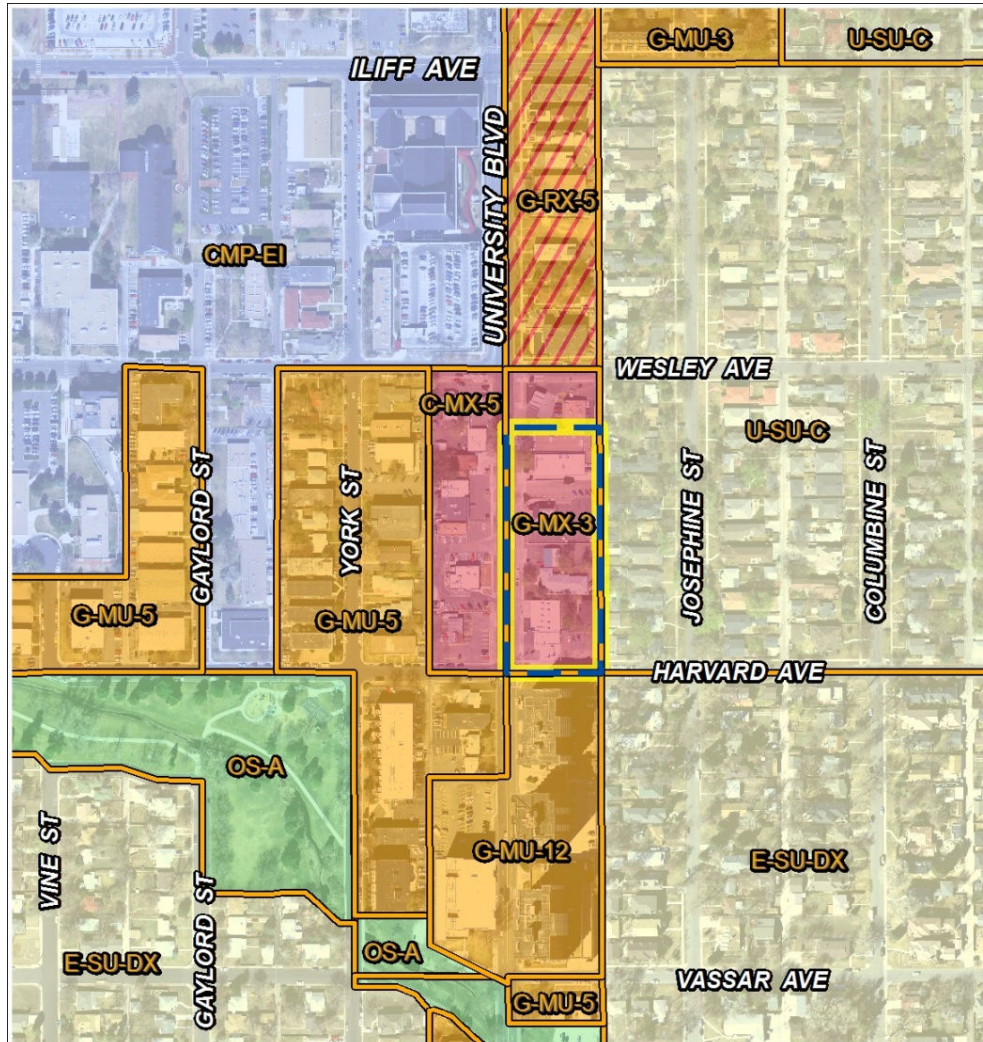 G-MU-3
U-SU-C
ILIFF AVE
UNIVERSITY BLVD
G-RX-5
CMP-EI
WESLEY AVE
C-MX-5
U-SU-C
GAYLORD ST
YORK ST
G-MX-3
JOSEPHINE ST
COLUMBINE ST
G-MU-5
G-MU-5
HARVARD AVE
OS-A
VINE ST
G-MU-12
E-SU-DX
GAYLORD ST
E-SU-DX
OS-A
VASSAR AVE
G-MU-5